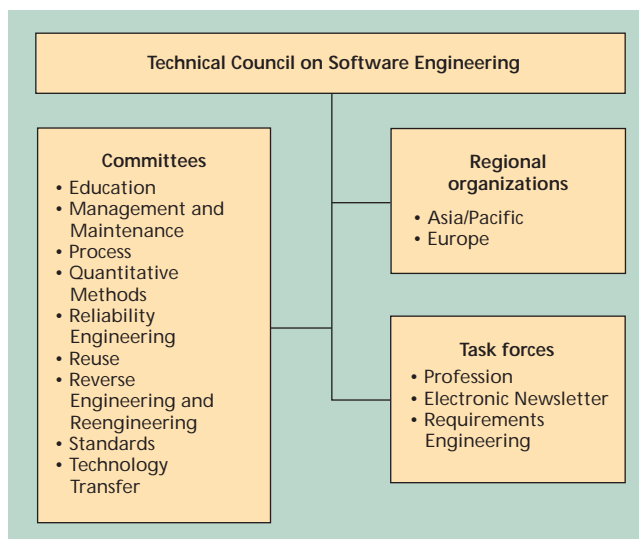 Technical Council on Software Engineering
Committees
• Education
• Management and
Maintenance
• Process
• Quantitative
Methods
• Reliability
Engineering
• Reuse
• Reverse
Engineering and
Reengineering
• Standards
• Technology
Transfer
Regional
organizations
• Asia/Pacific
• Europe
Task forces
• Profession
• Electronic Newsletter
• Requirements
Engineering